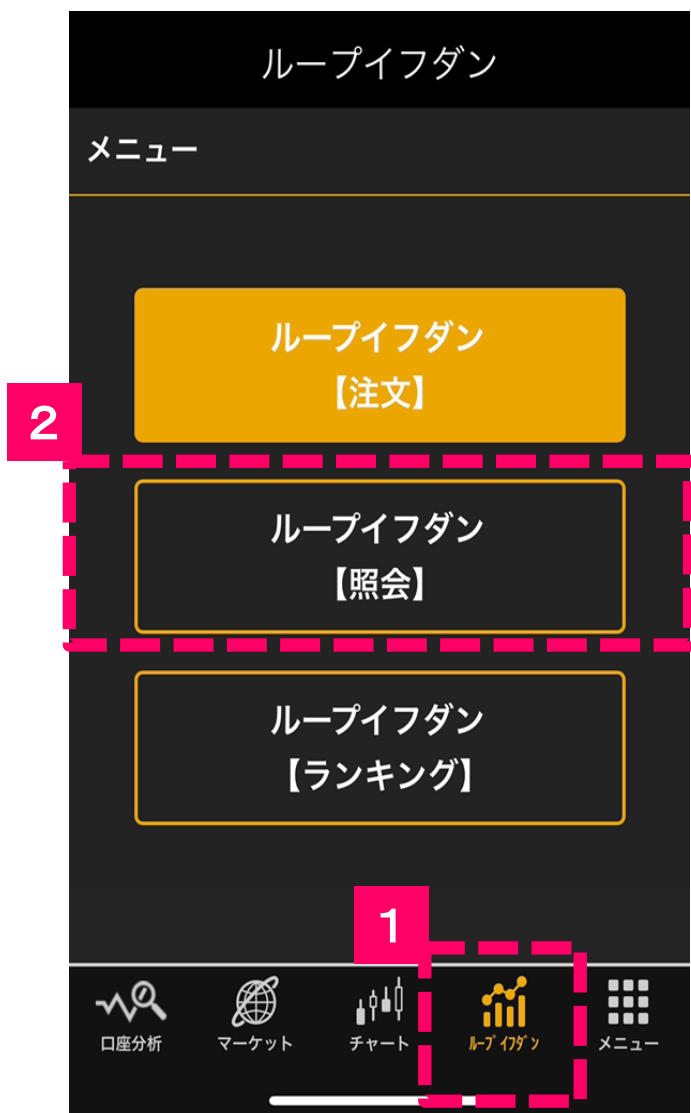 ループイフダン
メニュー
ループイフダン
【注文】
2
ループイフダン
【照会】
ループイフダン
【ランキング】
1
口座分析
マーケット
チャート
ﾙｰﾌﾟｲﾌﾀﾞﾝ
メニュー